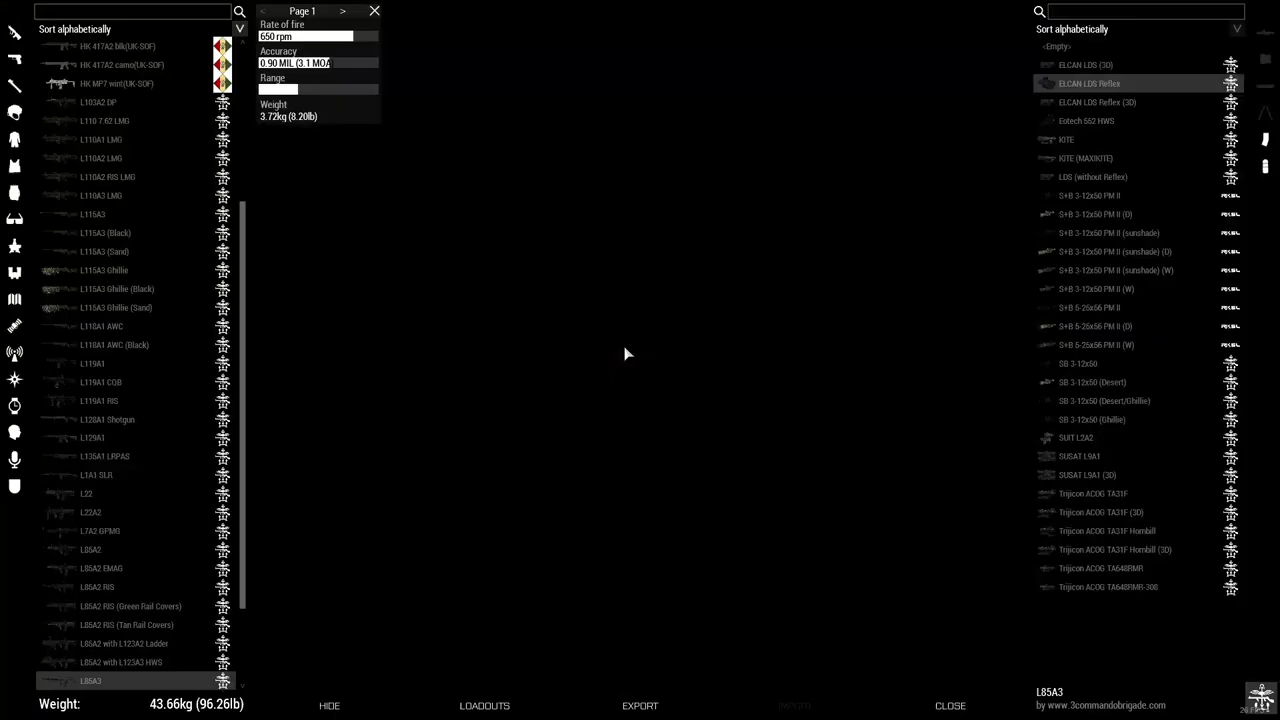 Sort alphabetically
HK 417A2 blk(UK-SOF)
HK 417A2 camo(UK-SOF)
HK MP7 wint(UK-SOF)
L103A2 DP
L110 7.62 LMG
L110A1 LMG
L110A2 LMG
L110A2 RIS LMG
L110A3 LMG
L115A3
L115A3 (Black)
L115A3 (Sand)
L115A3 Ghillie
L115A3 Ghillie (Black)
L115A3 Ghillie (Sand)
L118A1 AWC
L118A1 AWC (Black)
L119A1
L119A1 CQB
L119A1 RIS
L128A1 Shotgun
L129A1
L135A1 LRPAS
L1A1 SLR
L22
L22A2
L7A2 GPMG
L85A2
L85A2 EMAG
L85A2 RIS
L85A2 RIS (Green Rail Covers)
L85A2 RIS (Tan Rail Covers)
L85A2 with L123A2 Ladder
L85A2 with L123A3 HWS
L85A3
Weight: 43.66kg (96.26lb)
< Page 1 >
Rate of fire
650 rpm
Accuracy
0.90 MIL (3.1 MOA
Range
Weight
3.72kg (8.20lb)
HIDE
LOADOUTS
EXPORT
IMPORT
CLOSE
Sort alphabetically
<Empty>
ELCAN LDS (3D)
ELCAN LDS Reflex
ELCAN LDS Reflex (3D)
Eotech 552 HWS
KITE
KITE (MAXIKITE)
LDS (without Reflex)
S+B 3-12x50 PM II
S+B 3-12x50 PM II (D)
S+B 3-12x50 PM II (sunshade)
S+B 3-12x50 PM II (sunshade) (D)
S+B 3-12x50 PM II (sunshade) (W)
S+B 3-12x50 PM II (W)
S+B 5-25x56 PM II
S+B 5-25x56 PM II (D)
S+B 5-25x56 PM II (W)
SB 3-12x50
SB 3-12x50 (Desert)
SB 3-12x50 (Desert/Ghillie)
SB 3-12x50 (Ghillie)
SUIT L2A2
SUSAT L9A1
SUSAT L9A1 (3D)
Trijicon ACOG TA31F
Trijicon ACOG TA31F (3D)
Trijicon ACOG TA31F Hornbill
Trijicon ACOG TA31F Hornbill (3D)
Trijicon ACOG TA648RMR
Trijicon ACOG TA648RMR-308
L85A3
by www.3commandobrigade.com